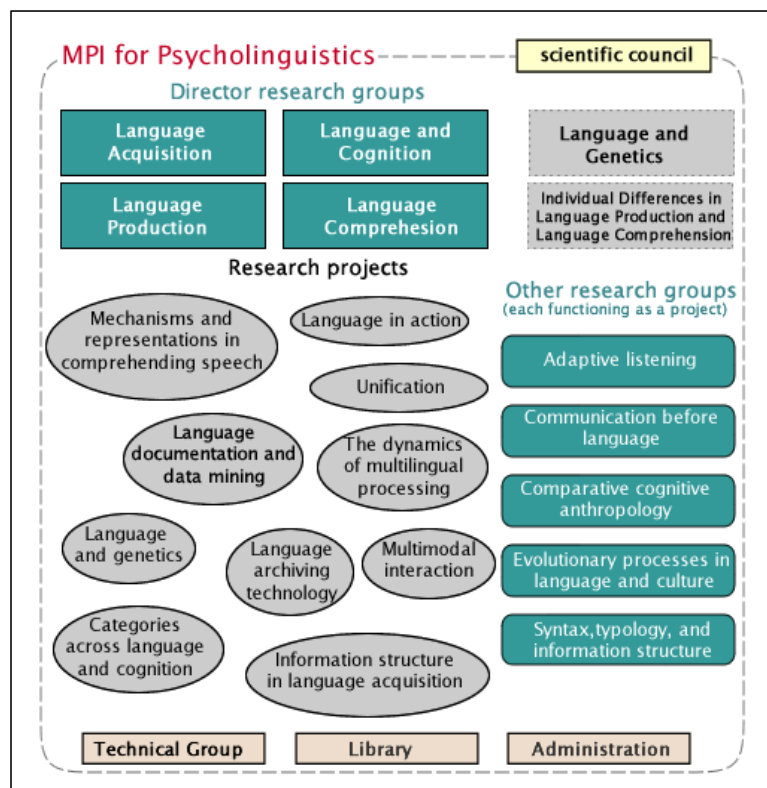 MPI for Psycholinguistics
scientific council
Director research groups
Language
Acquisition
Language and
Cognition
Language and
Genetics
Language
Production
Language
Comprehesion
Individual Differences in
Language Production and
Language Comprehension
Research projects
Other research groups
(each functioning as a project)
Mechanisms and
representations in
comprehending speech
Language in action
Unification
Language
documentation and
data mining
The dynamics
of multilingual
processing
Language
and genetics
Language
archiving
technology
Multimodal
interaction
Categories
across language
and cognition
Information structure
in language acquisition
Adaptive listening
Communication before
language
Comparative cognitive
anthropology
Evolutionary processes in
language and culture
Syntax,typology, and
information structure
Technical Group
Library
Administration